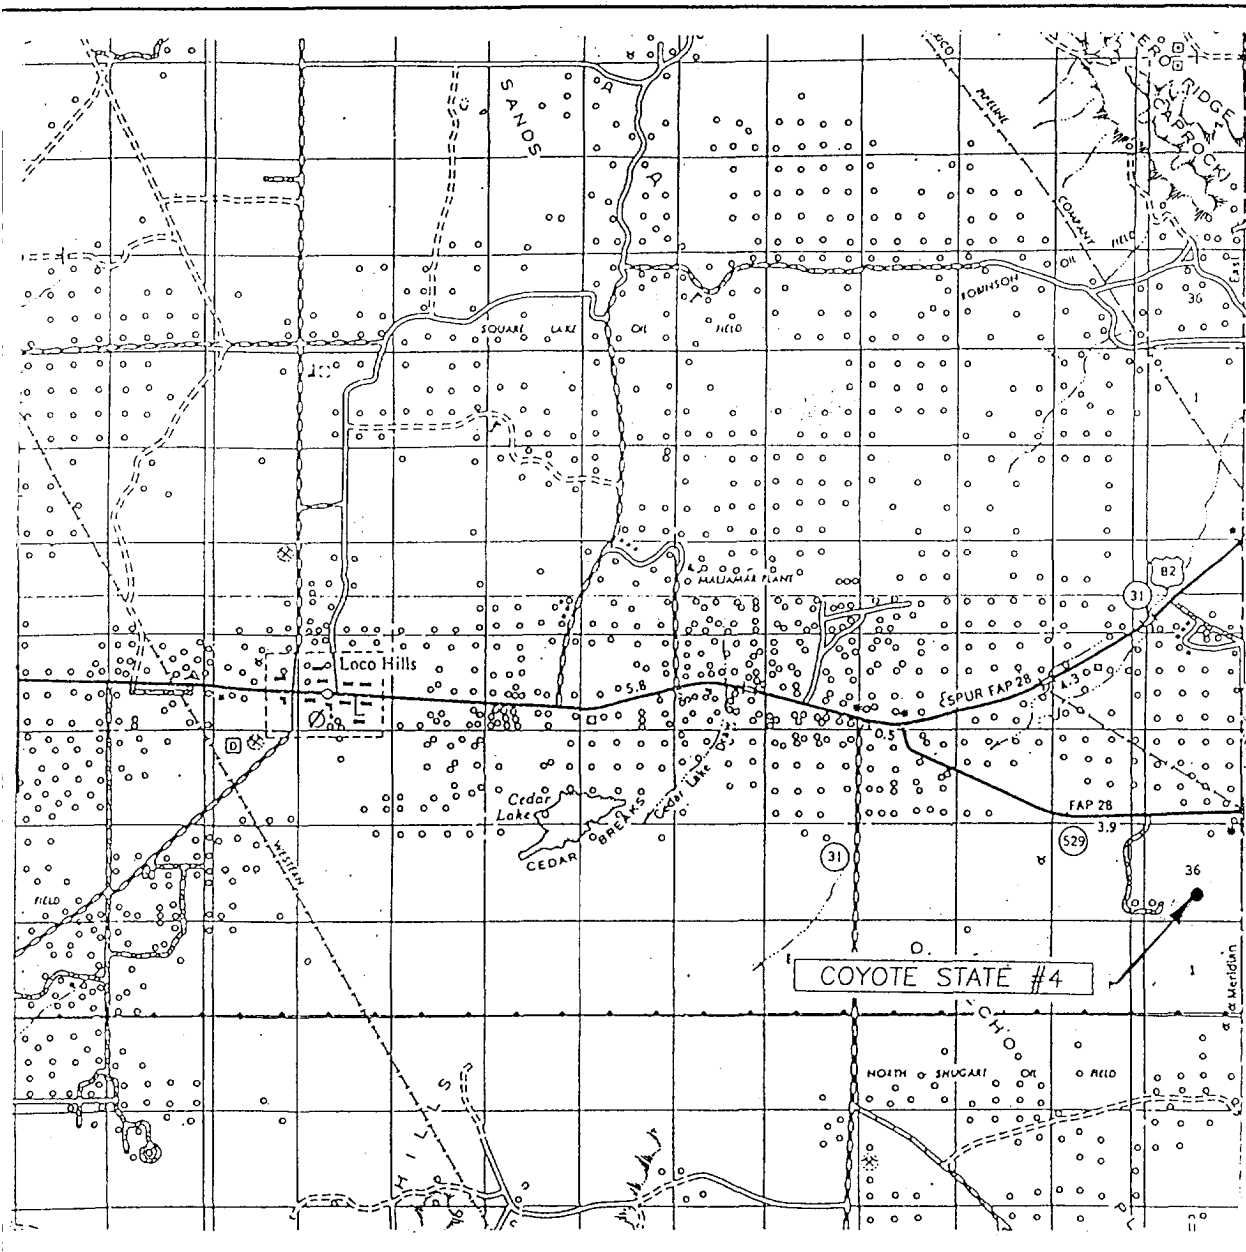 SANDS
PIPELINE
COMPANY
RIDGE
CAPROCK)
ROBINSON
OIL
FIELD
East
36
SQUARE LAKE OIL FIELD
1
MALJAMAR PLANT
82
31
Loco Hills
5.8
(SPUR FAP 28)
4.3
0.5
D
Cedar
Lake
CEDAR BREAKS
Cedar Lake Draw
FAP 28
3.9
529
31
WESTERN
FIELD
36
COYOTE STATE #4
1
Meridian
NORTH SHUGART OIL FIELD
HILLS